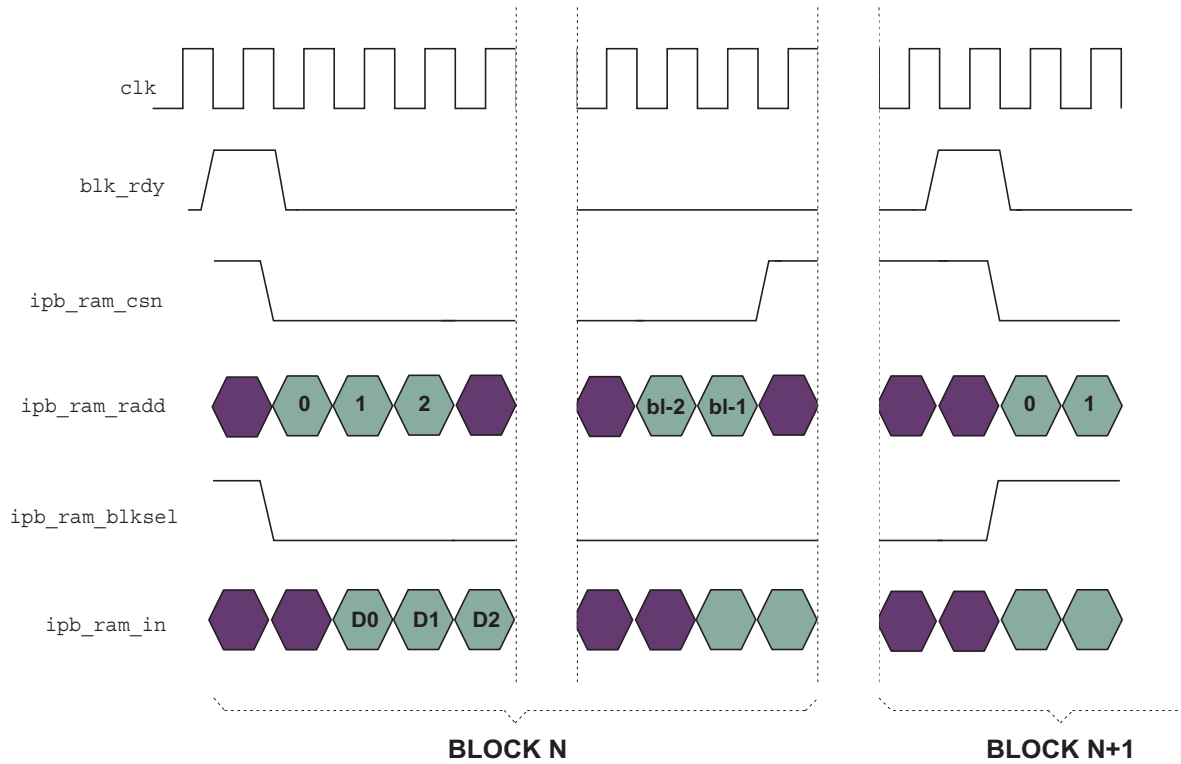 clk
blk_rdy
ipb_ram_csn
ipb_ram_radd 0 1 2 bl-2 bl-1 0 1
ipb_ram_blksel
ipb_ram_in D0 D1 D2
BLOCK N BLOCK N+1